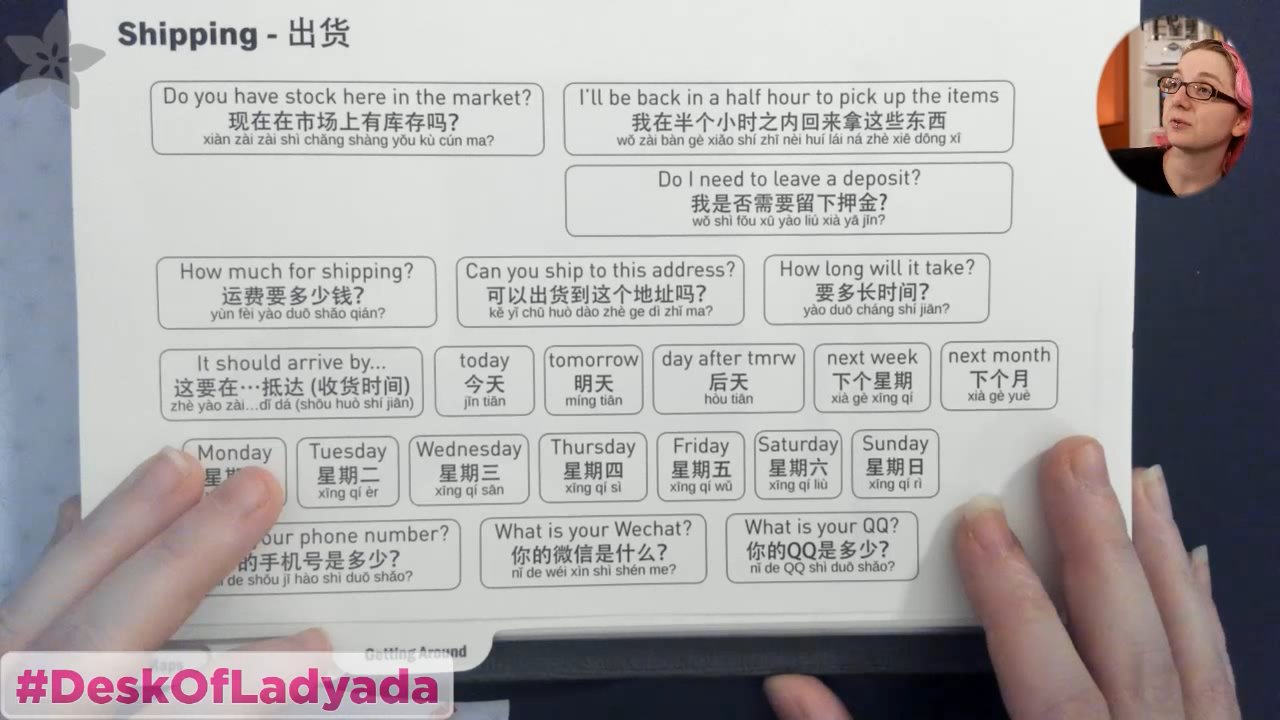 Shipping - 出货
Do you have stock here in the market?
现在在市场上有库存吗?
xiàn zài zài shì chǎng shàng yǒu kù cún ma?
I'll be back in a half hour to pick up the items
我在半个小时之内回来拿这些东西
wǒ zài bàn gè xiǎo shí zhī nèi huí lái ná zhè xiē dōng xī
Do I need to leave a deposit?
我是否需要留下押金?
wǒ shì fǒu xū yào liú xià yā jīn?
How much for shipping?
运费要多少钱?
yùn fèi yào duō shǎo qián?
Can you ship to this address?
可以出货到这个地址吗?
kě yǐ chū huò dào zhè ge dì zhǐ ma?
How long will it take?
要多长时间?
yào duō cháng shí jiān?
It should arrive by...
这要在…抵达 (收货时间)
zhè yào zài...dǐ dá (shōu huò shí jiān)
today
今天
jīn tiān
tomorrow
明天
míng tiān
day after tmrw
后天
hòu tiān
next week
下个星期
xià gè xīng qí
next month
下个月
xià gè yuè
Monday
星
Tuesday
星期二
xīng qí èr
Wednesday
星期三
xīng qí sān
Thursday
星期四
xīng qí sì
Friday
星期五
xīng qí wǔ
Saturday
星期六
xīng qí liù
Sunday
星期日
xīng qí rì
our phone number?
的手机号是多少?
de shǒu jī hào shì duō shǎo?
What is your Wechat?
你的微信是什么?
nǐ de wéi xìn shì shén me?
What is your QQ?
你的QQ是多少?
nǐ de QQ shì duō shǎo?
Maps
Getting Around
#DeskOfLadyada